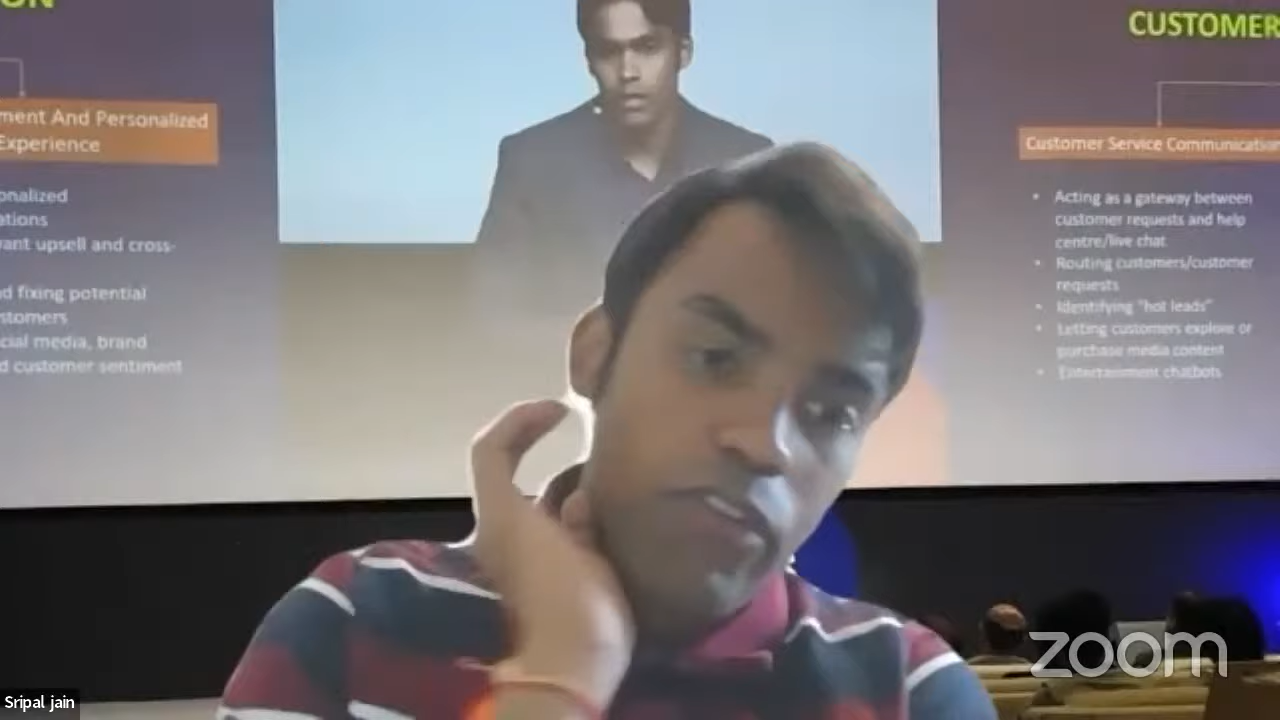 ON
ment And Personalized
Experience
onalized
ations
vant upsell and cross-
d fixing potential
stomers
cial media, brand
d customer sentiment
CUSTOMER
Customer Service Communication
• Acting as a gateway between
customer requests and help
centre/live chat
• Routing customers/customer
requests
• Identifying "hot leads"
• Letting customers explore or
purchase media content
• Entertainment chatbots
zoom
Sripal jain